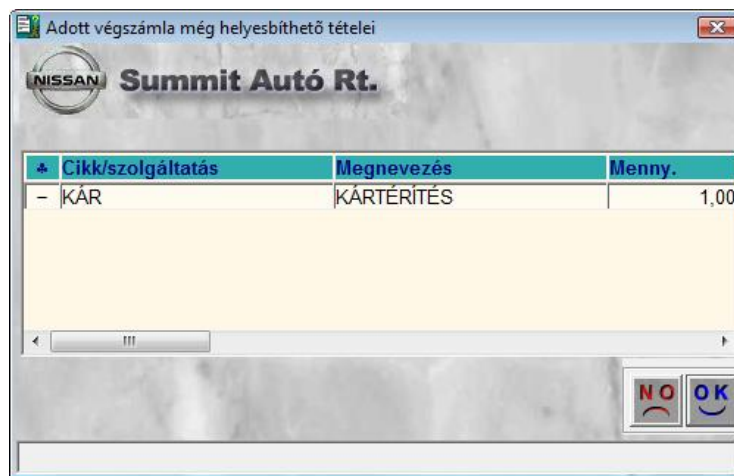 Adott végszámla még helyesbíthető tételei
NISSAN
Summit Autó Rt.
Cikk/szolgáltatás Megnevezés Menny.
– KÁR KÁRTÉRÍTÉS 1,00
NO OK